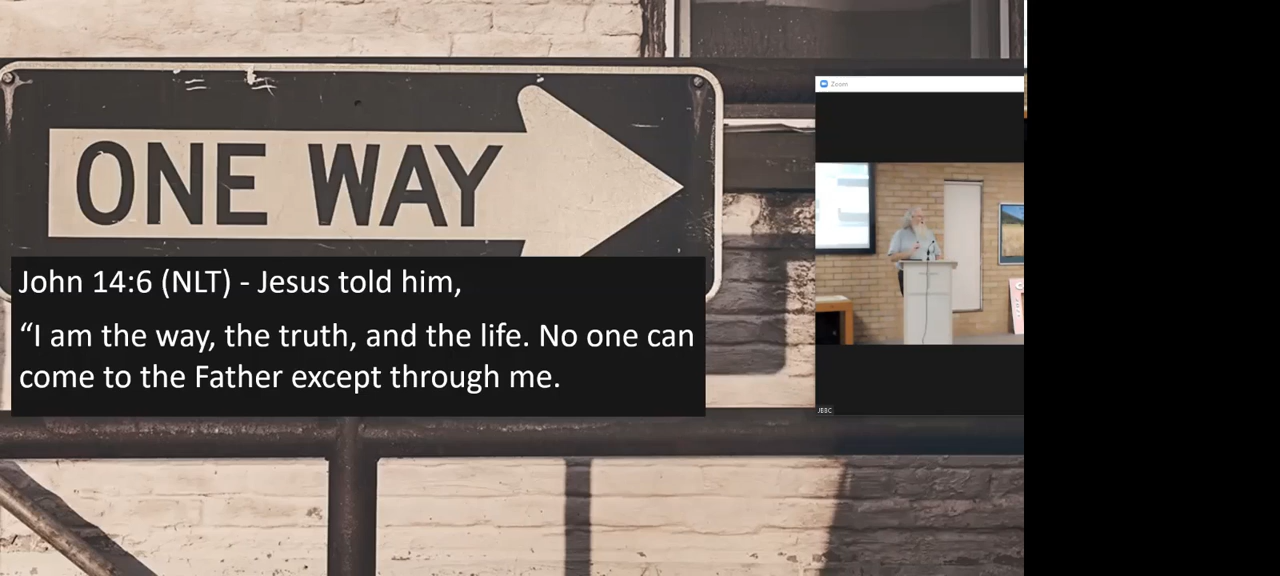 ONE WAY
John 14:6 (NLT) - Jesus told him,
“I am the way, the truth, and the life. No one can
come to the Father except through me.
Zoom
JEBC